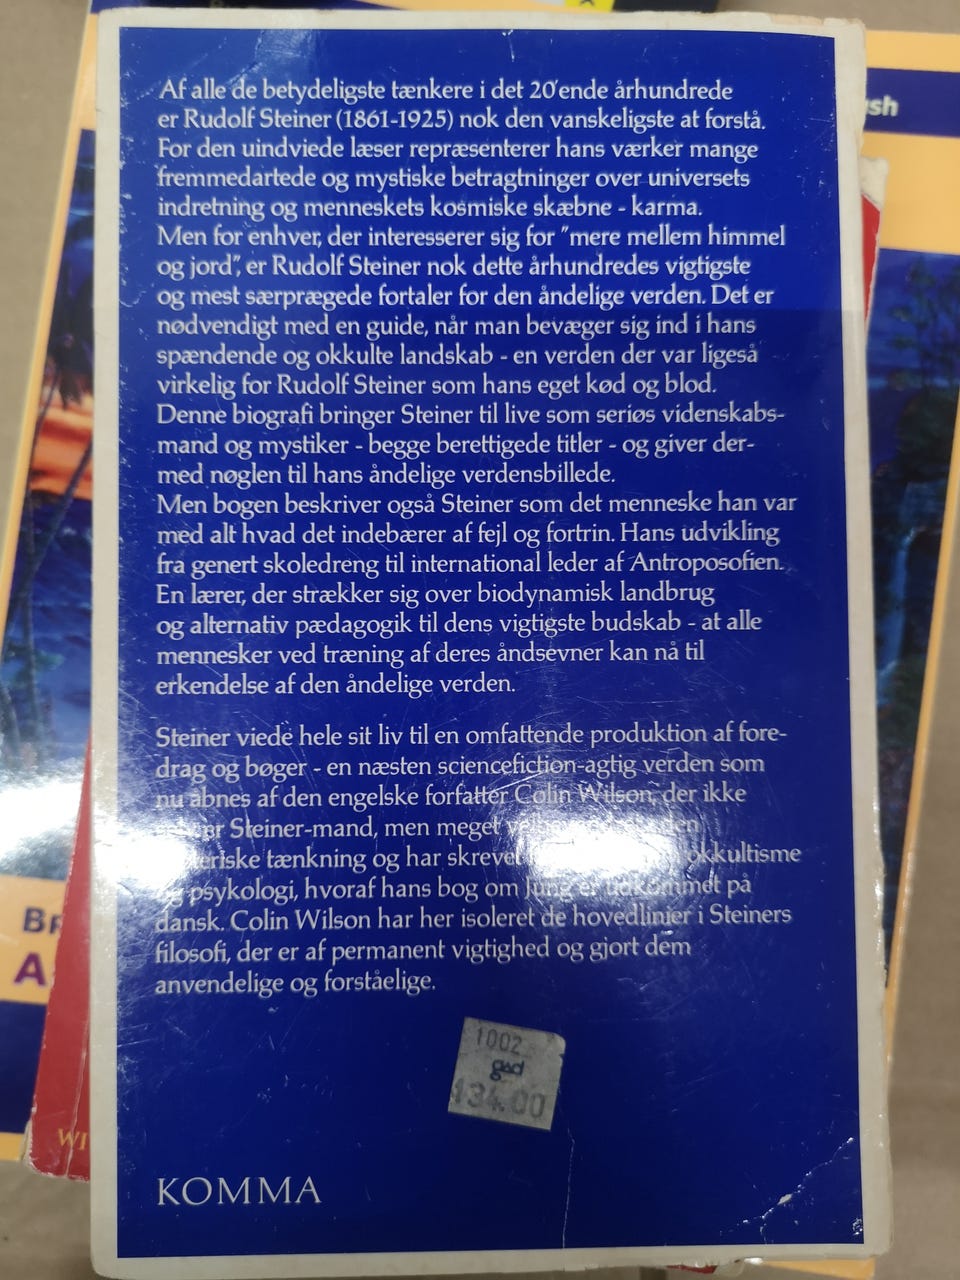 ush
Af alle de betydeligste tænkere i det 20'ende århundrede
er Rudolf Steiner (1861-1925) nok den vanskeligste at forstå.
For den uindviede læser repræsenterer hans værker mange
fremmedartede og mystiske betragtninger over universets
indretning og menneskets kosmiske skæbne - karma.
Men for enhver, der interesserer sig for "mere mellem himmel
og jord", er Rudolf Steiner nok dette århundredes vigtigste
og mest særprægede fortaler for den åndelige verden. Det er
nødvendigt med en guide, når man bevæger sig ind i hans
spændende og okkulte landskab - en verden der var ligeså
virkelig for Rudolf Steiner som hans eget kød og blod.
Denne biografi bringer Steiner til live som seriøs videnskabs-
mand og mystiker - begge berettigede titler - og giver der-
med nøglen til hans åndelige verdensbillede.
Men bogen beskriver også Steiner som det menneske han var
med alt hvad det indebærer af fejl og fortrin. Hans udvikling
fra genert skoledreng til international leder af Antroposofien.
En lærer, der strækker sig over biodynamisk landbrug
og alternativ pædagogik til dens vigtigste budskab - at alle
mennesker ved træning af deres åndsevner kan nå til
erkendelse af den åndelige verden.
Steiner viede hele sit liv til en omfattende produktion af fore-
drag og bøger - en næsten sciencefiction-agtig verden som
nu åbnes af den engelske forfatter Colin Wilson, der ikke
er Steiner-mand, men meget
tænkning og har skrevet okkultisme
og psykologi, hvoraf hans bog om Jung er udkommet på
dansk. Colin Wilson har her isoleret de hovedlinier i Steiners
filosofi, der er af permanent vigtighed og gjort dem
anvendelige og forståelige.
1002
gad
134.00
KOMMA
BR
A
WI